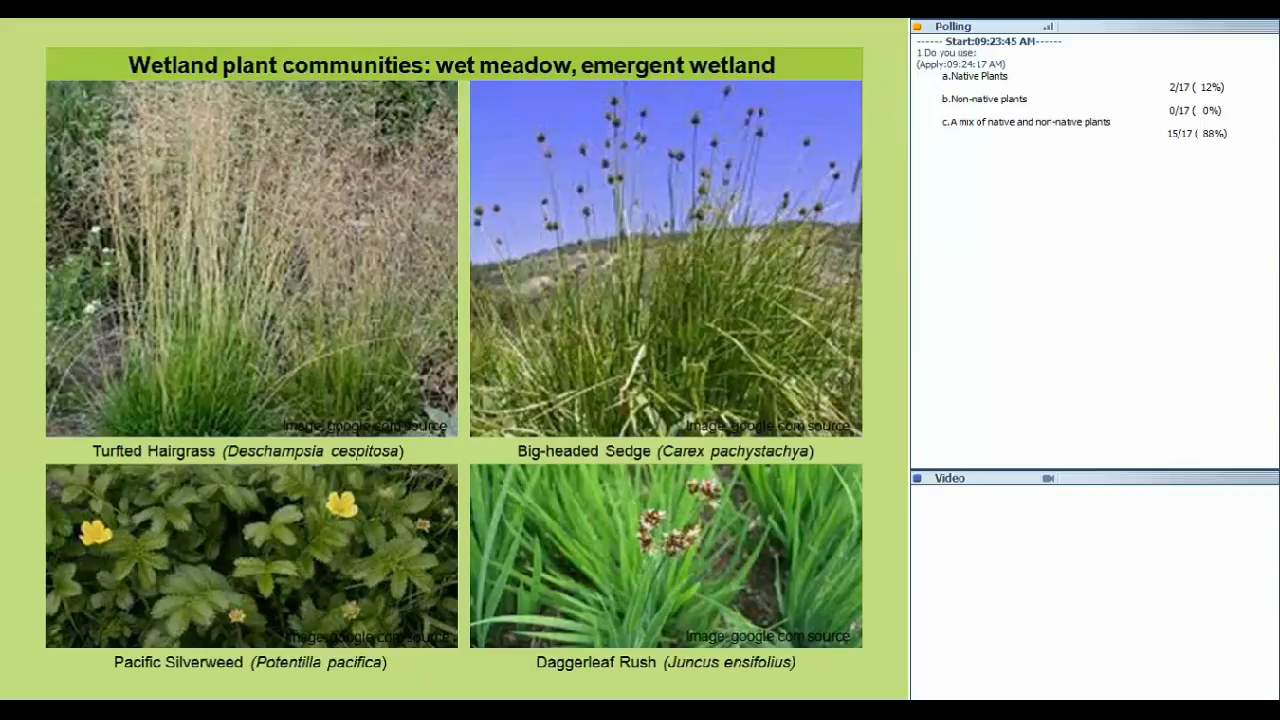 Wetland plant communities: wet meadow, emergent wetland
Image: google.com source
Image: google.com source
Turfted Hairgrass (Deschampsia cespitosa)
Big-headed Sedge (Carex pachystachya)
Image: google.com source
Image: google.com source
Pacific Silverweed (Potentilla pacifica)
Daggerleaf Rush (Juncus ensifolius)
Polling
------ Start:09:23:45 AM------
1.Do you use:
(Apply:09:24:17 AM)
a.Native Plants
2/17 ( 12%)
b.Non-native plants
0/17 ( 0%)
c.A mix of native and non-native plants
15/17 ( 88%)
Video